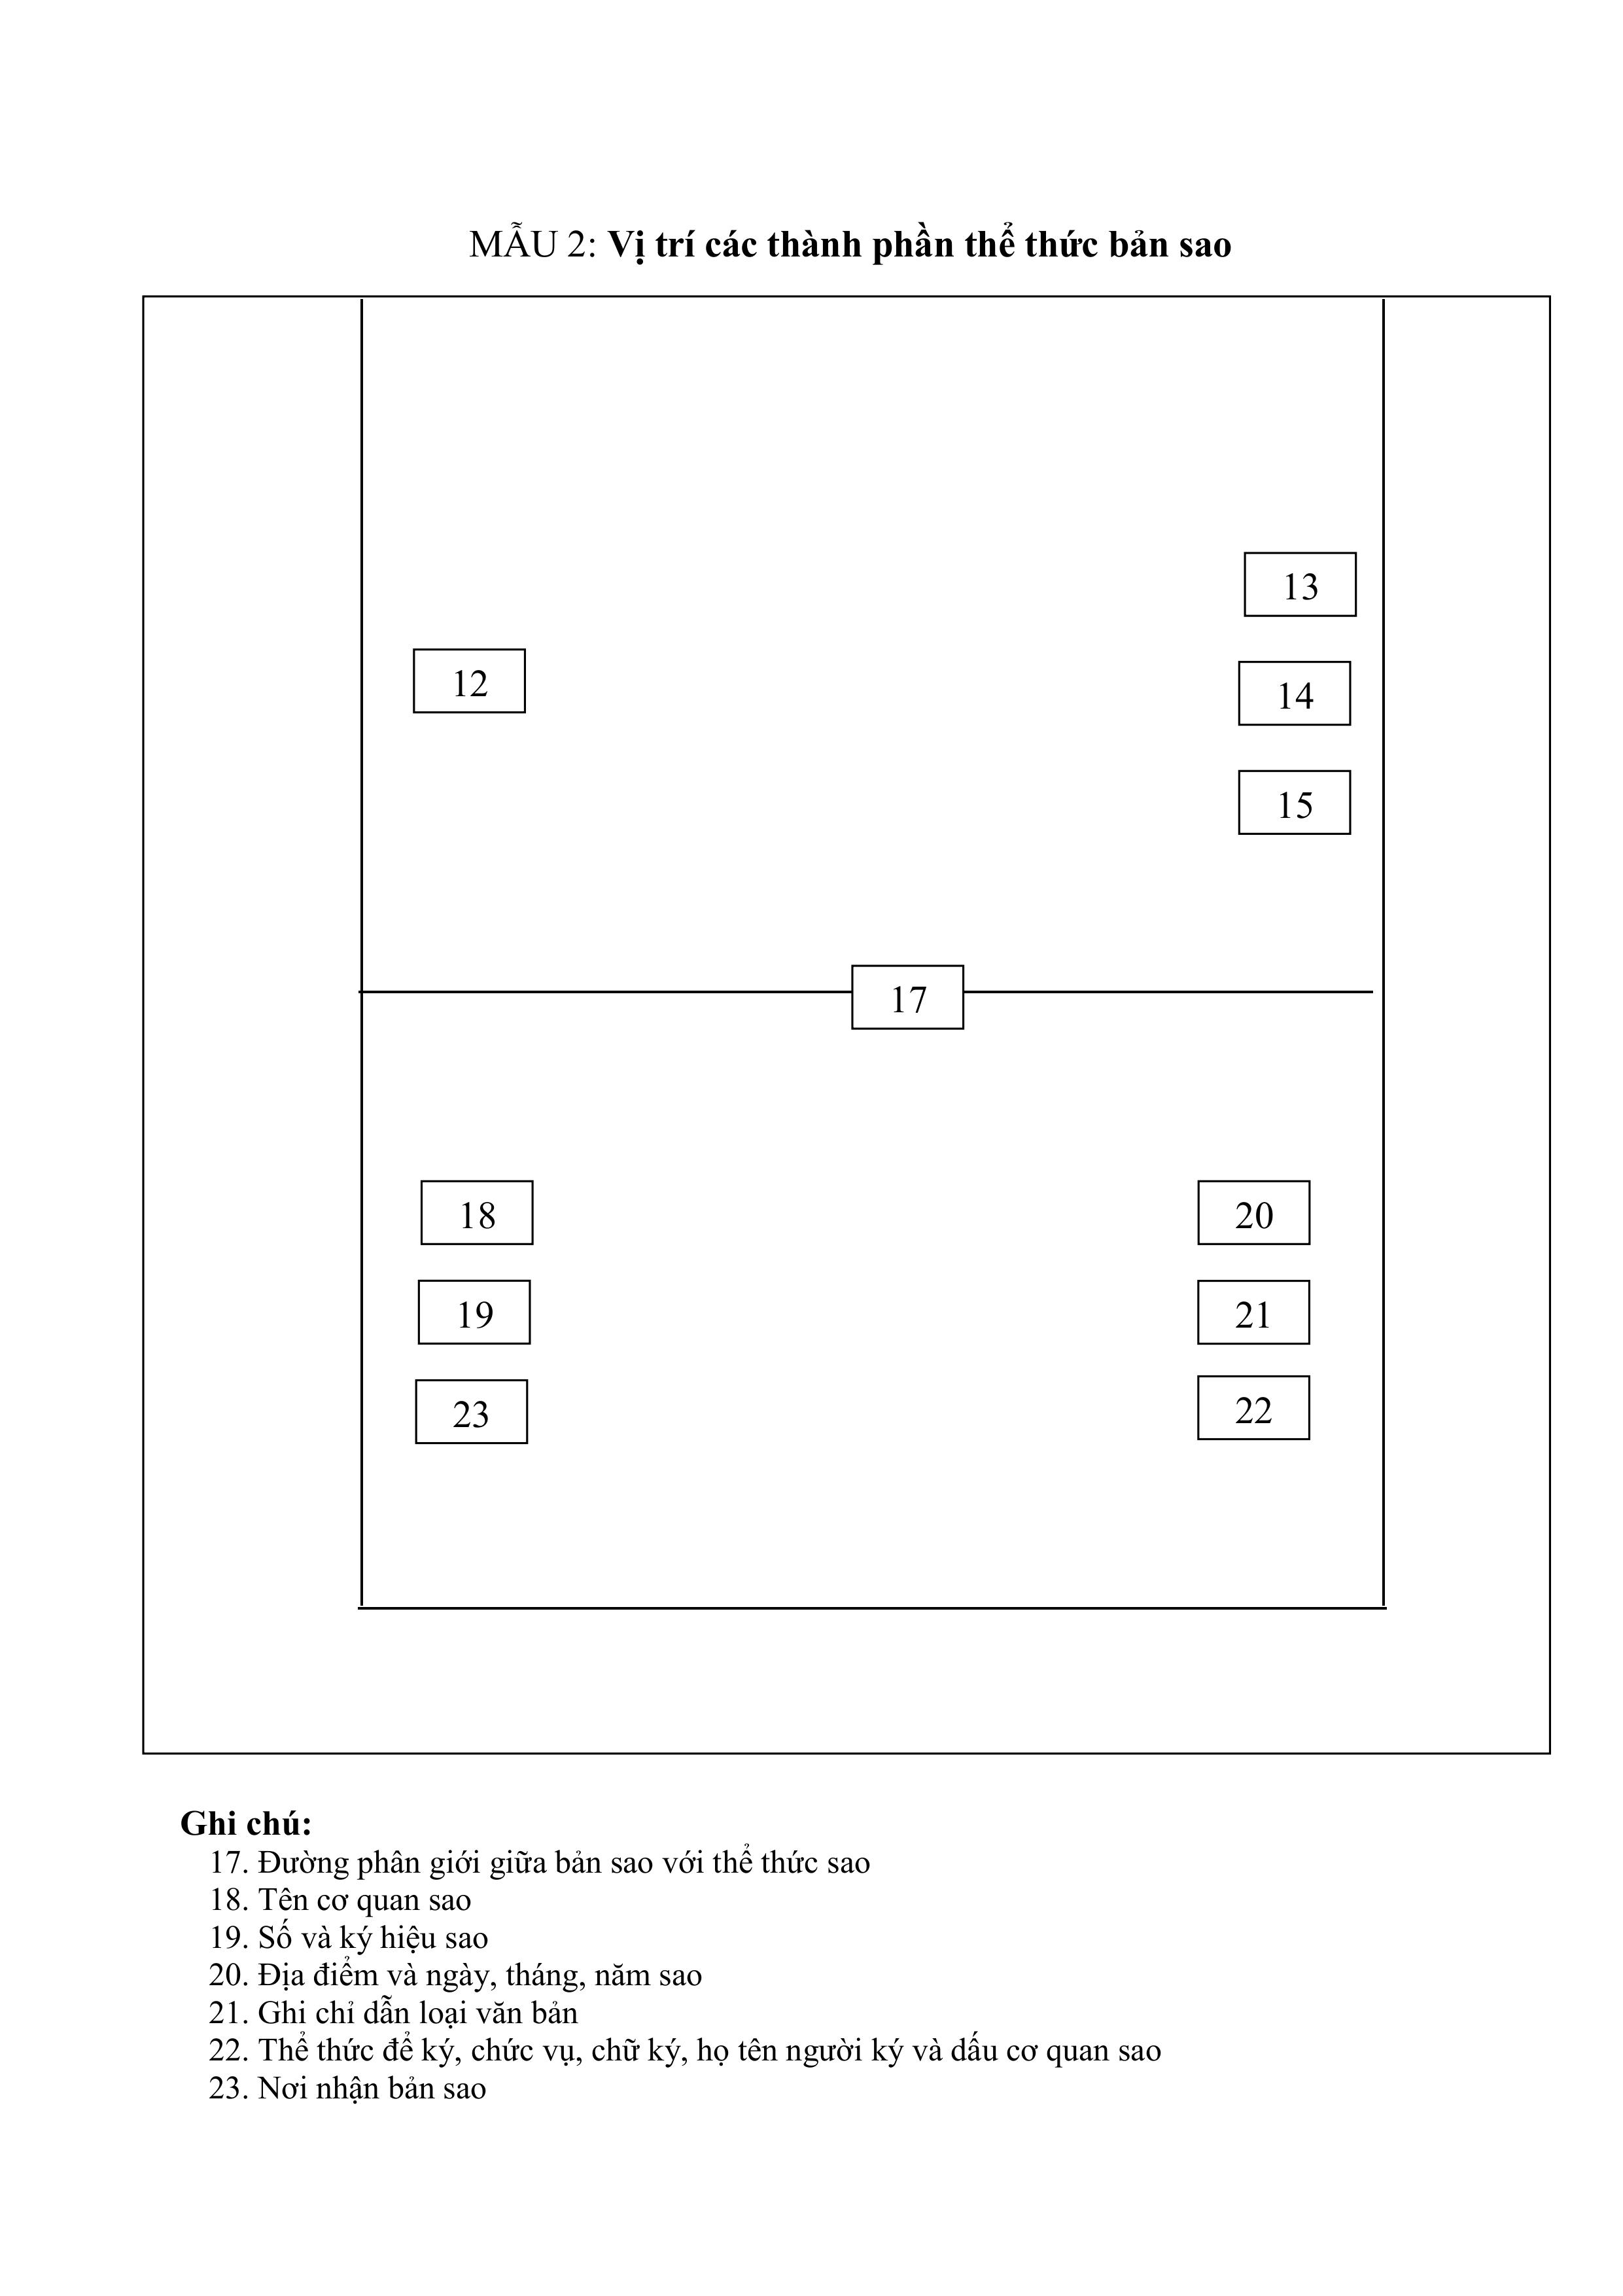 MẪU 2: Vị trí các thành phần thể thức bản sao
13
12
14
15
17
18
20
19
21
23
22
Ghi chú:
17. Đường phân giới giữa bản sao với thể thức sao
18. Tên cơ quan sao
19. Số và ký hiệu sao
20. Địa điểm và ngày, tháng, năm sao
21. Ghi chỉ dẫn loại văn bản
22. Thể thức để ký, chức vụ, chữ ký, họ tên người ký và dấu cơ quan sao
23. Nơi nhận bản sao